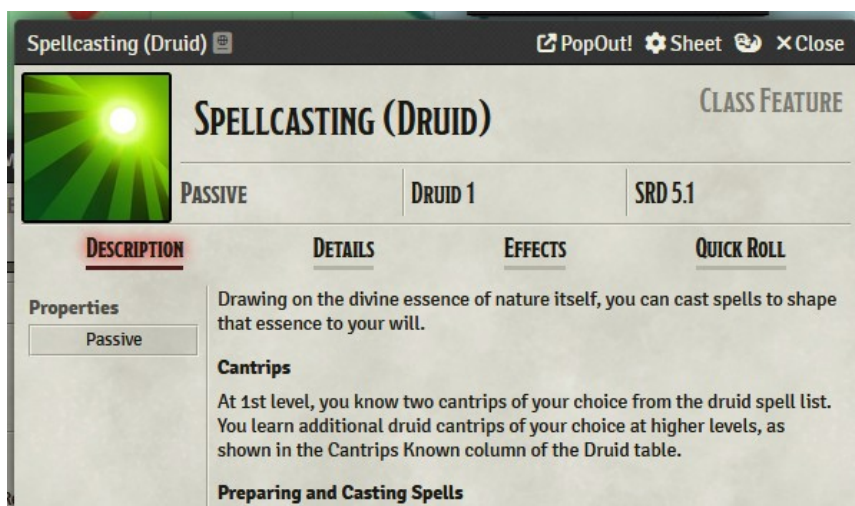 Spellcasting (Druid)
PopOut! Sheet Close
SPELLCASTING (DRUID)
CLASS FEATURE
PASSIVE
DRUID 1
SRD 5.1
DESCRIPTION
DETAILS
EFFECTS
QUICK ROLL
Properties
Passive
Drawing on the divine essence of nature itself, you can cast spells to shape
that essence to your will.
Cantrips
At 1st level, you know two cantrips of your choice from the druid spell list.
You learn additional druid cantrips of your choice at higher levels, as
shown in the Cantrips Known column of the Druid table.
Preparing and Casting Spells